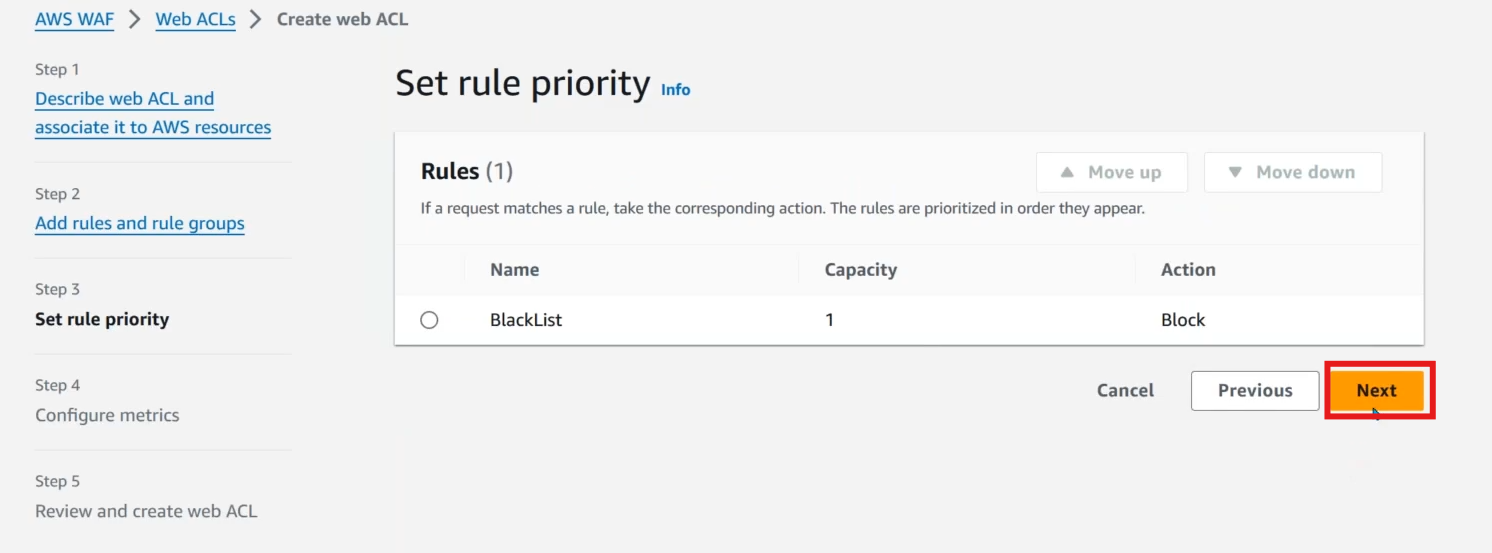 AWS WAF > Web ACLs > Create web ACL
Step 1
Describe web ACL and
associate it to AWS resources
Step 2
Add rules and rule groups
Step 3
Set rule priority
Step 4
Configure metrics
Step 5
Review and create web ACL
Set rule priority Info
Rules (1)
▲ Move up ▼ Move down
If a request matches a rule, take the corresponding action. The rules are prioritized in order they appear.
Name Capacity Action
BlackList 1 Block
Cancel Previous Next